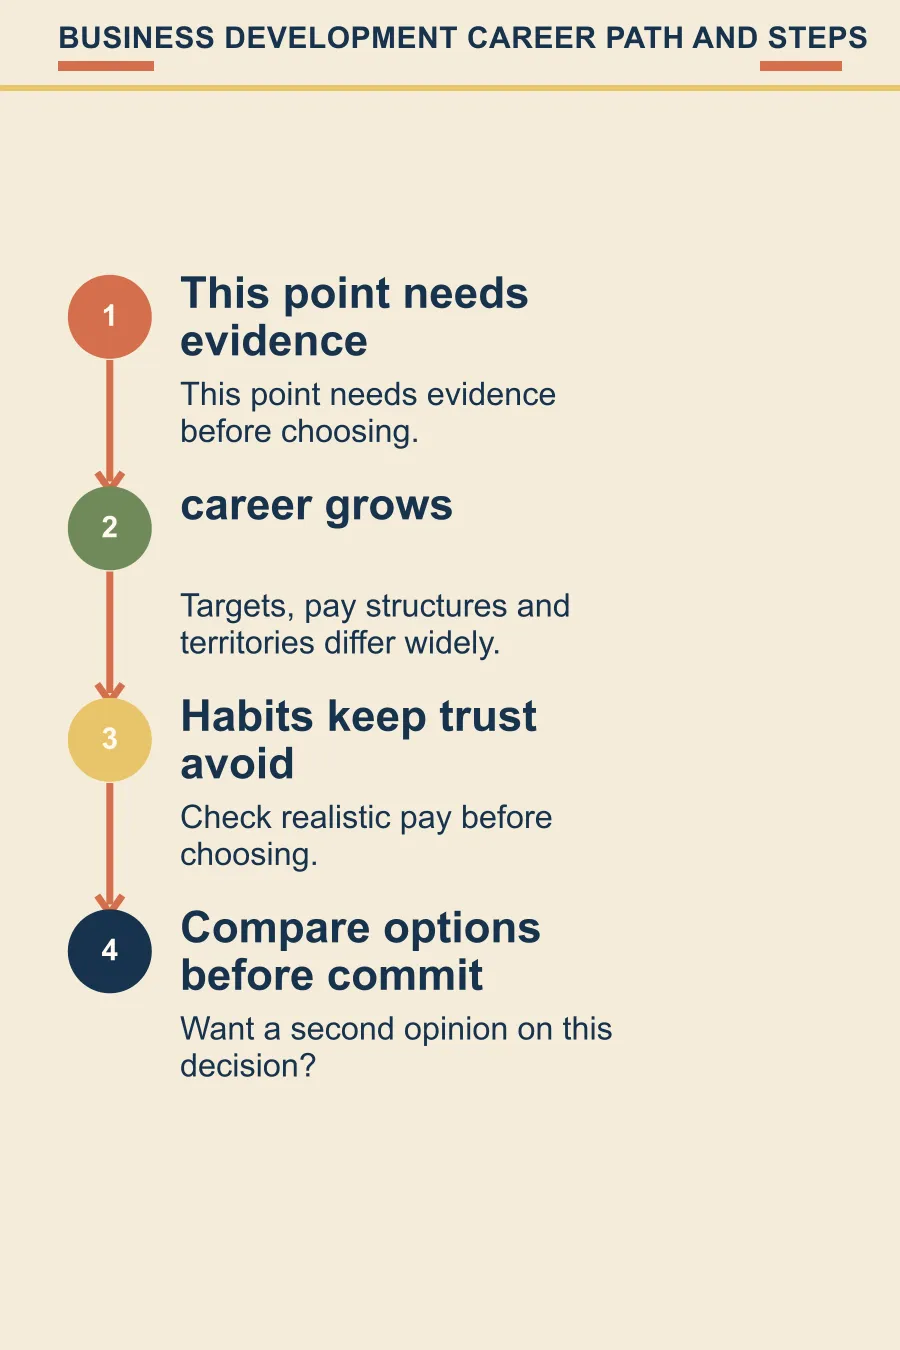 BUSINESS DEVELOPMENT CAREER PATH AND STEPS
1
This point needs
evidence
This point needs evidence
before choosing.
2
career grows
Targets, pay structures and
territories differ widely.
3
Habits keep trust
avoid
Check realistic pay before
choosing.
4
Compare options
before commit
Want a second opinion on this
decision?